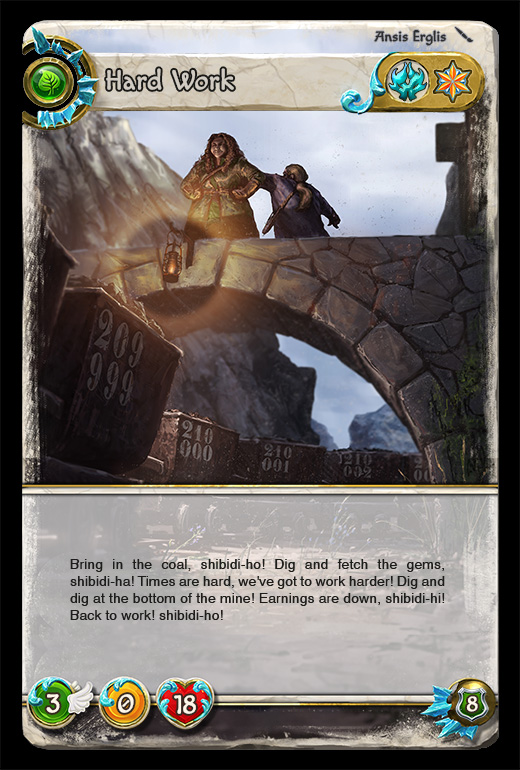 Ansis Ērglis
Hard Work
209
999
210
000
210
001
210
002
Bring in the coal, shibidi-ho! Dig and fetch the gems,
shibidi-ha! Times are hard, we've got to work harder! Dig and
dig at the bottom of the mine! Earnings are down, shibidi-hi!
Back to work! shibidi-ho!
3
0
18
8